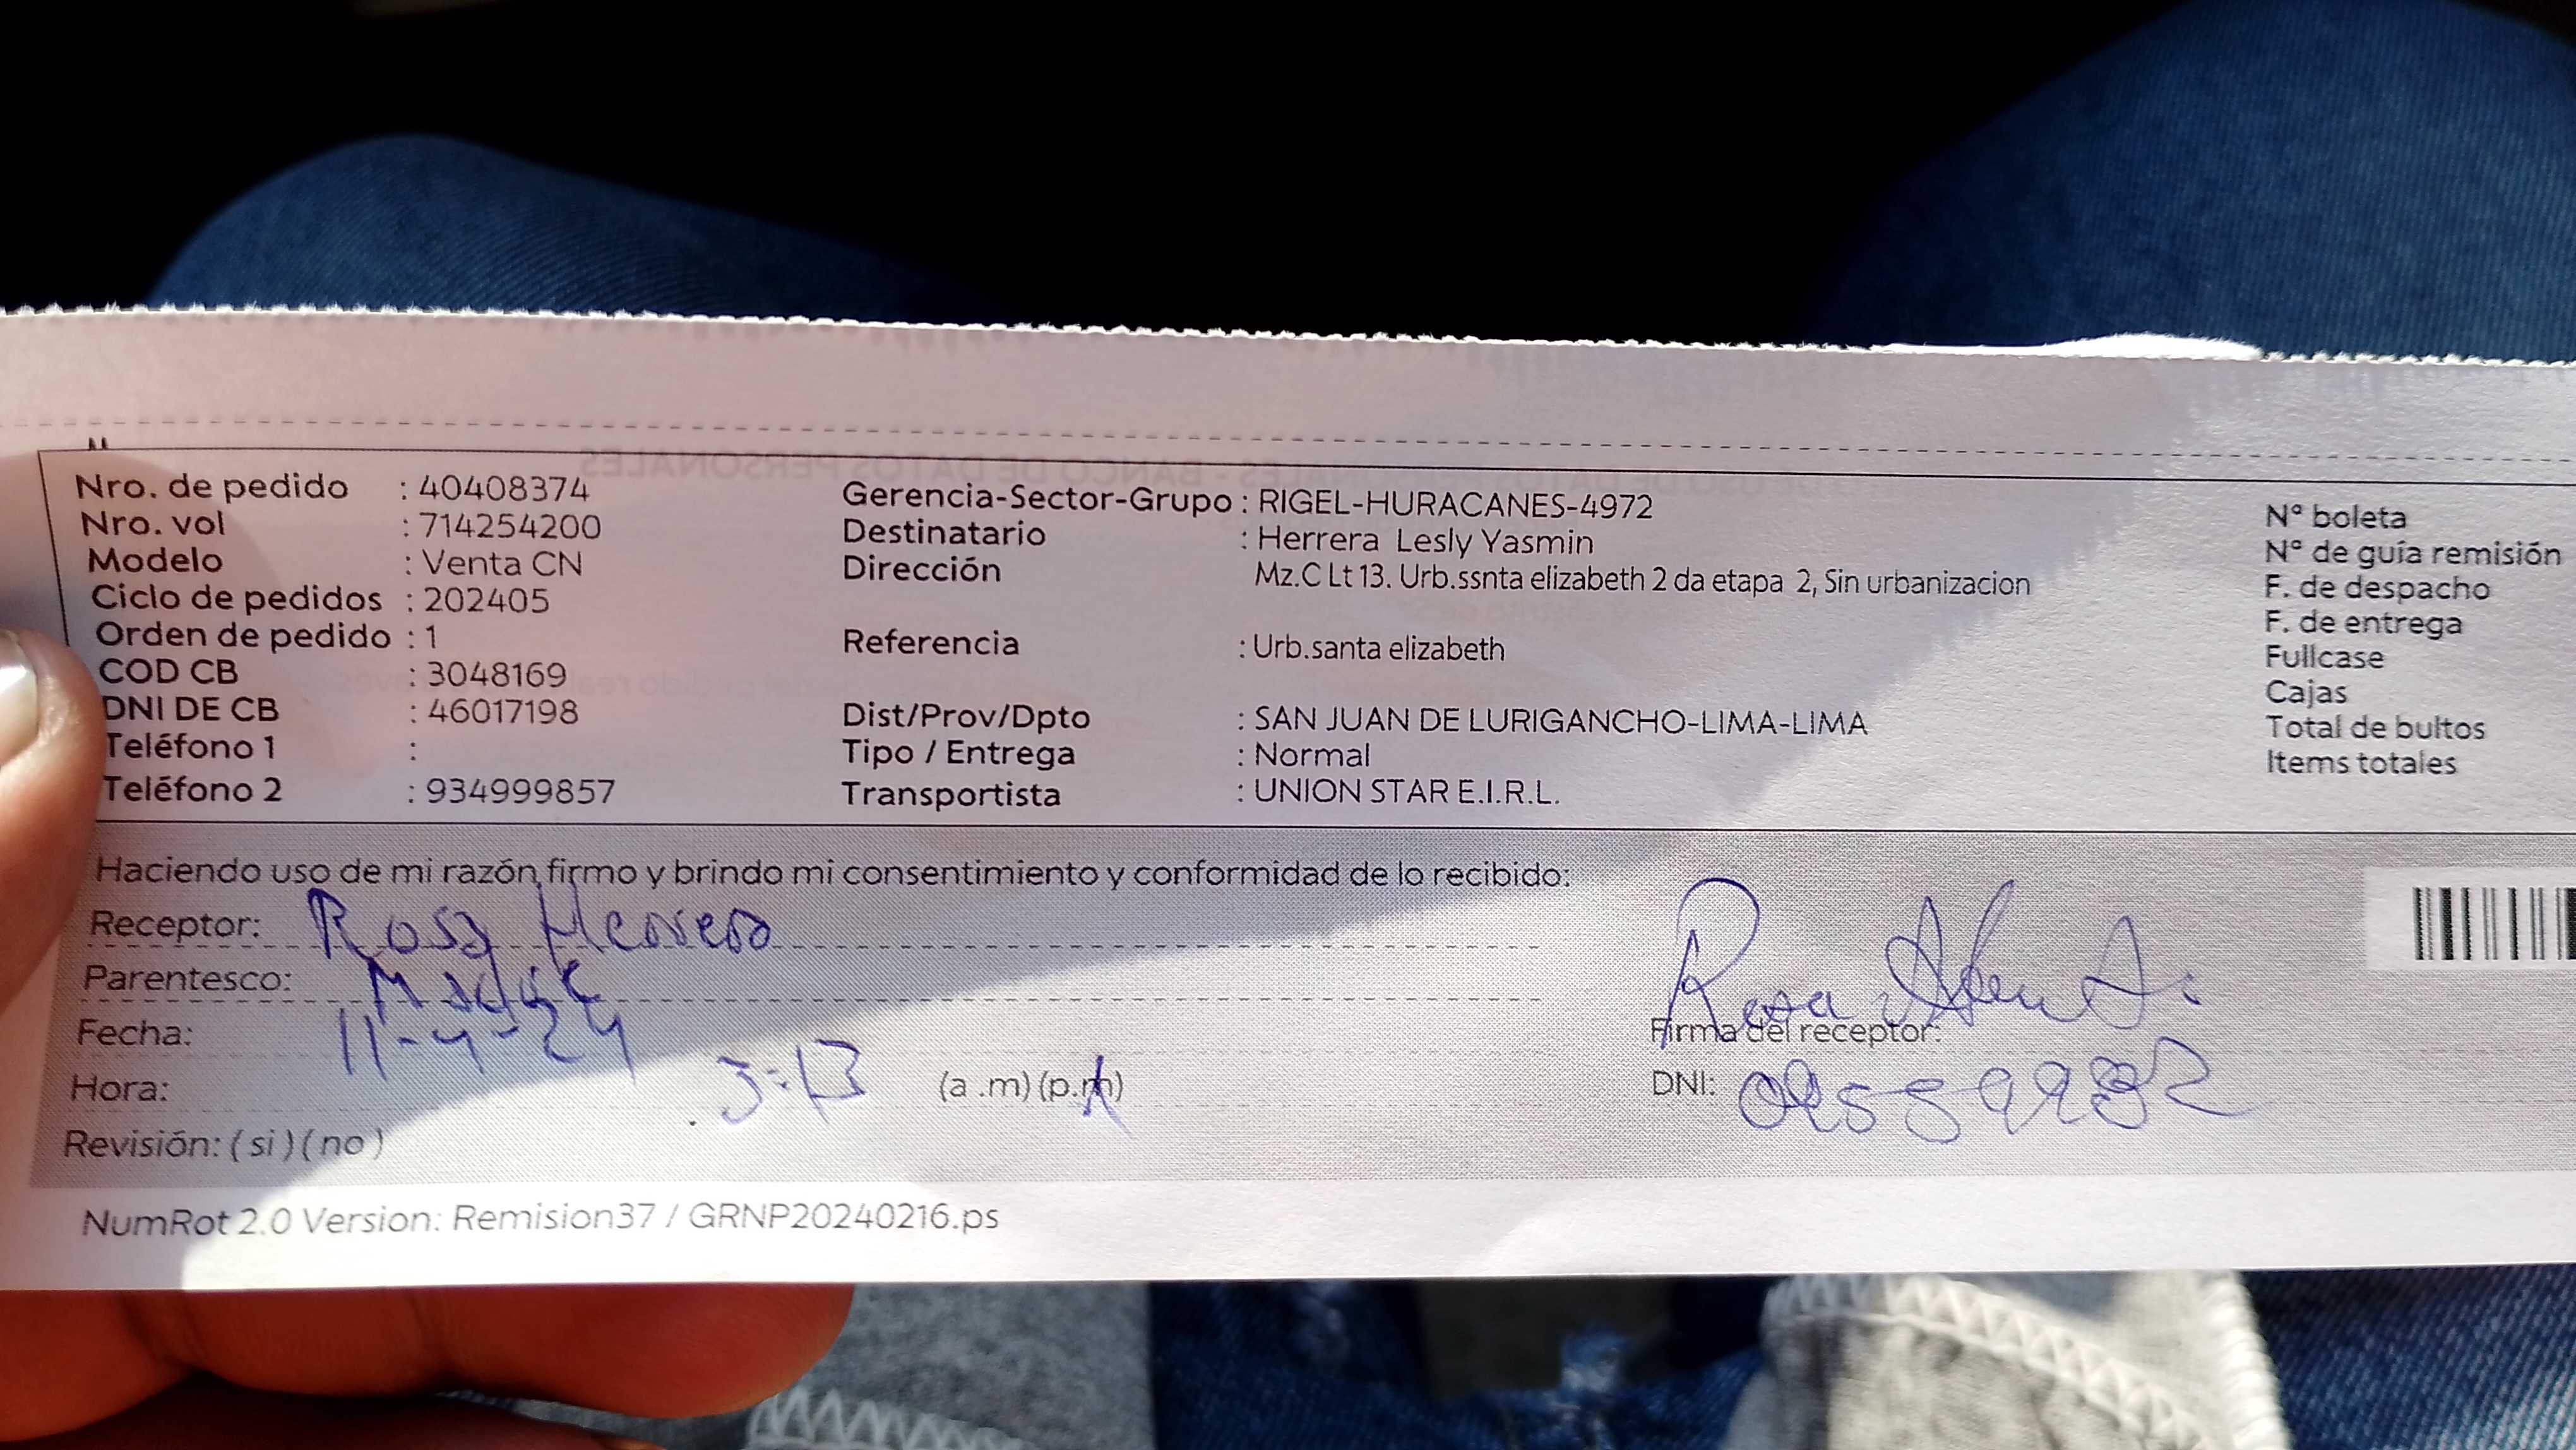 Nro. de pedido : 40408374
Nro. vol : 714254200
Modelo : Venta CN
Ciclo de pedidos : 202405
Orden de pedido : 1
COD CB : 3048169
DNI DE CB : 46017198
Teléfono 1 :
Teléfono 2 : 934999857
Gerencia-Sector-Grupo : RIGEL-HURACANES-4972
Destinatario : Herrera Lesly Yasmin
Dirección Mz.C Lt 13. Urb.ssnta elizabeth 2 da etapa 2, Sin urbanizacion
Referencia : Urb.santa elizabeth
Dist/Prov/Dpto : SAN JUAN DE LURIGANCHO-LIMA-LIMA
Tipo / Entrega : Normal
Transportista : UNION STAR E.I.R.L.
N° boleta
N° de guía remisión
F. de despacho
F. de entrega
Fullcase
Cajas
Total de bultos
Items totales
Haciendo uso de mi razón firmo y brindo mi consentimiento y conformidad de lo recibido:
Receptor: Rosa Herrera
Parentesco: Madre
Fecha: 11-4-24
Hora: 3:13 (a .m) (p.m)
Revisión: ( si ) ( no )
Rosa
Firma del receptor:
DNI:
NumRot 2.0 Version: Remision37 / GRNP20240216.ps